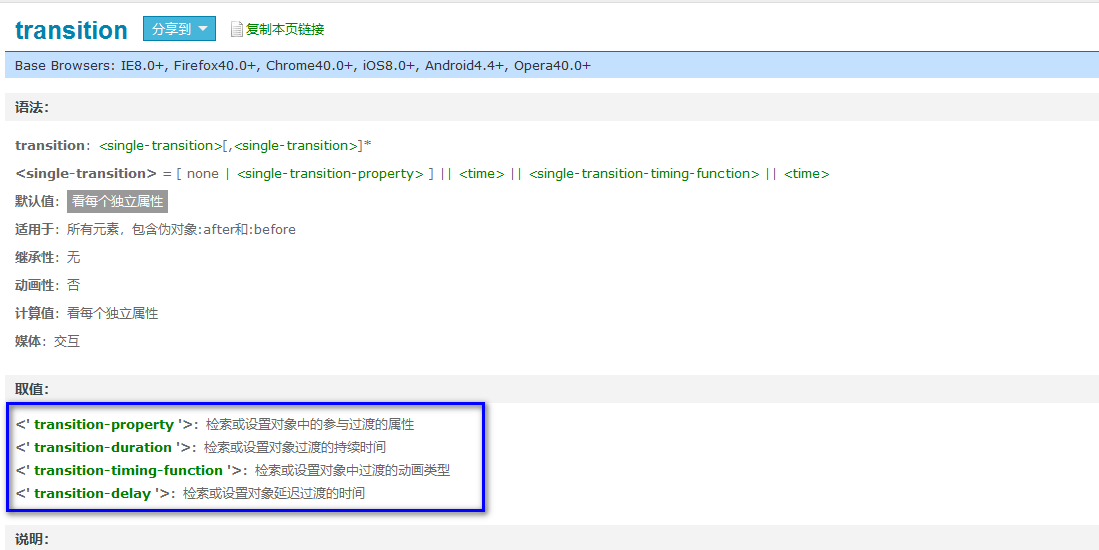 transition 分享到 复制本页链接
Base Browsers: IE8.0+, Firefox40.0+, Chrome40.0+, iOS8.0+, Android4.4+, Opera40.0+
语法：
transition：<single-transition>[,<single-transition>]*
<single-transition> = [ none | <single-transition-property> ] || <time> || <single-transition-timing-function> || <time>
默认值：看每个独立属性
适用于：所有元素，包含伪对象:after和:before
继承性：无
动画性：否
计算值：看每个独立属性
媒体：交互
取值：
<' transition-property '>：检索或设置对象中的参与过渡的属性
<' transition-duration '>：检索或设置对象过渡的持续时间
<' transition-timing-function '>：检索或设置对象中过渡的动画类型
<' transition-delay '>：检索或设置对象延迟过渡的时间
说明：